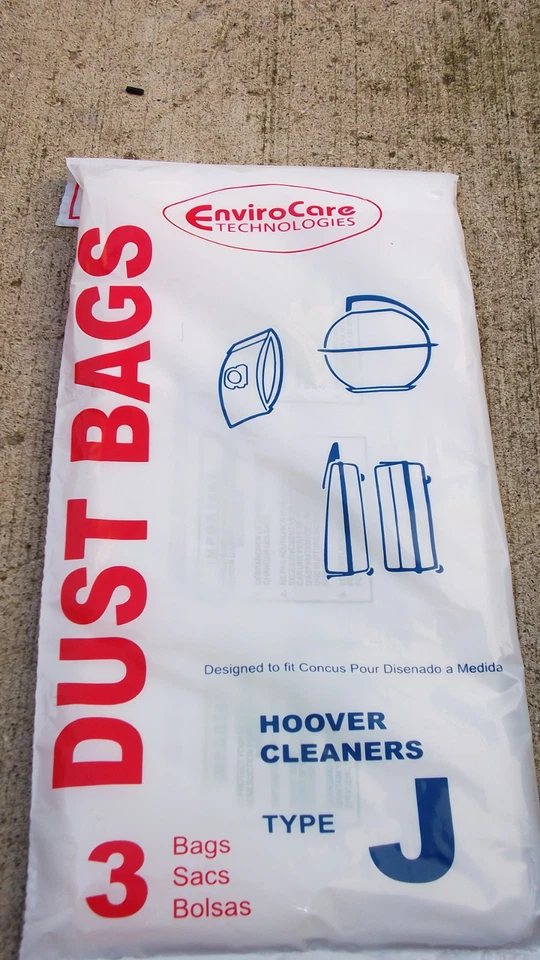 EnviroCare
TECHNOLOGIES
DUST BAGS
Designed to fit Concus Pour Disenado a Medida
HOOVER
CLEANERS
TYPE J
3
Bags
Sacs
Bolsas